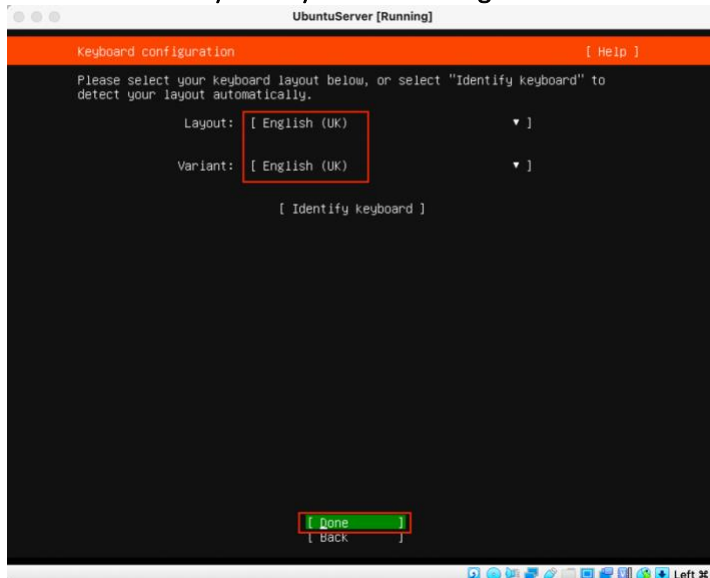 UbuntuServer [Running]
Keyboard configuration [ Help ]
Please select your keyboard layout below, or select "Identify keyboard" to
detect your layout automatically.
Layout: [ English (UK) ▾ ]
Variant: [ English (UK) ▾ ]
[ Identify keyboard ]
[ Done ]
[ Back ]
Left ⌘